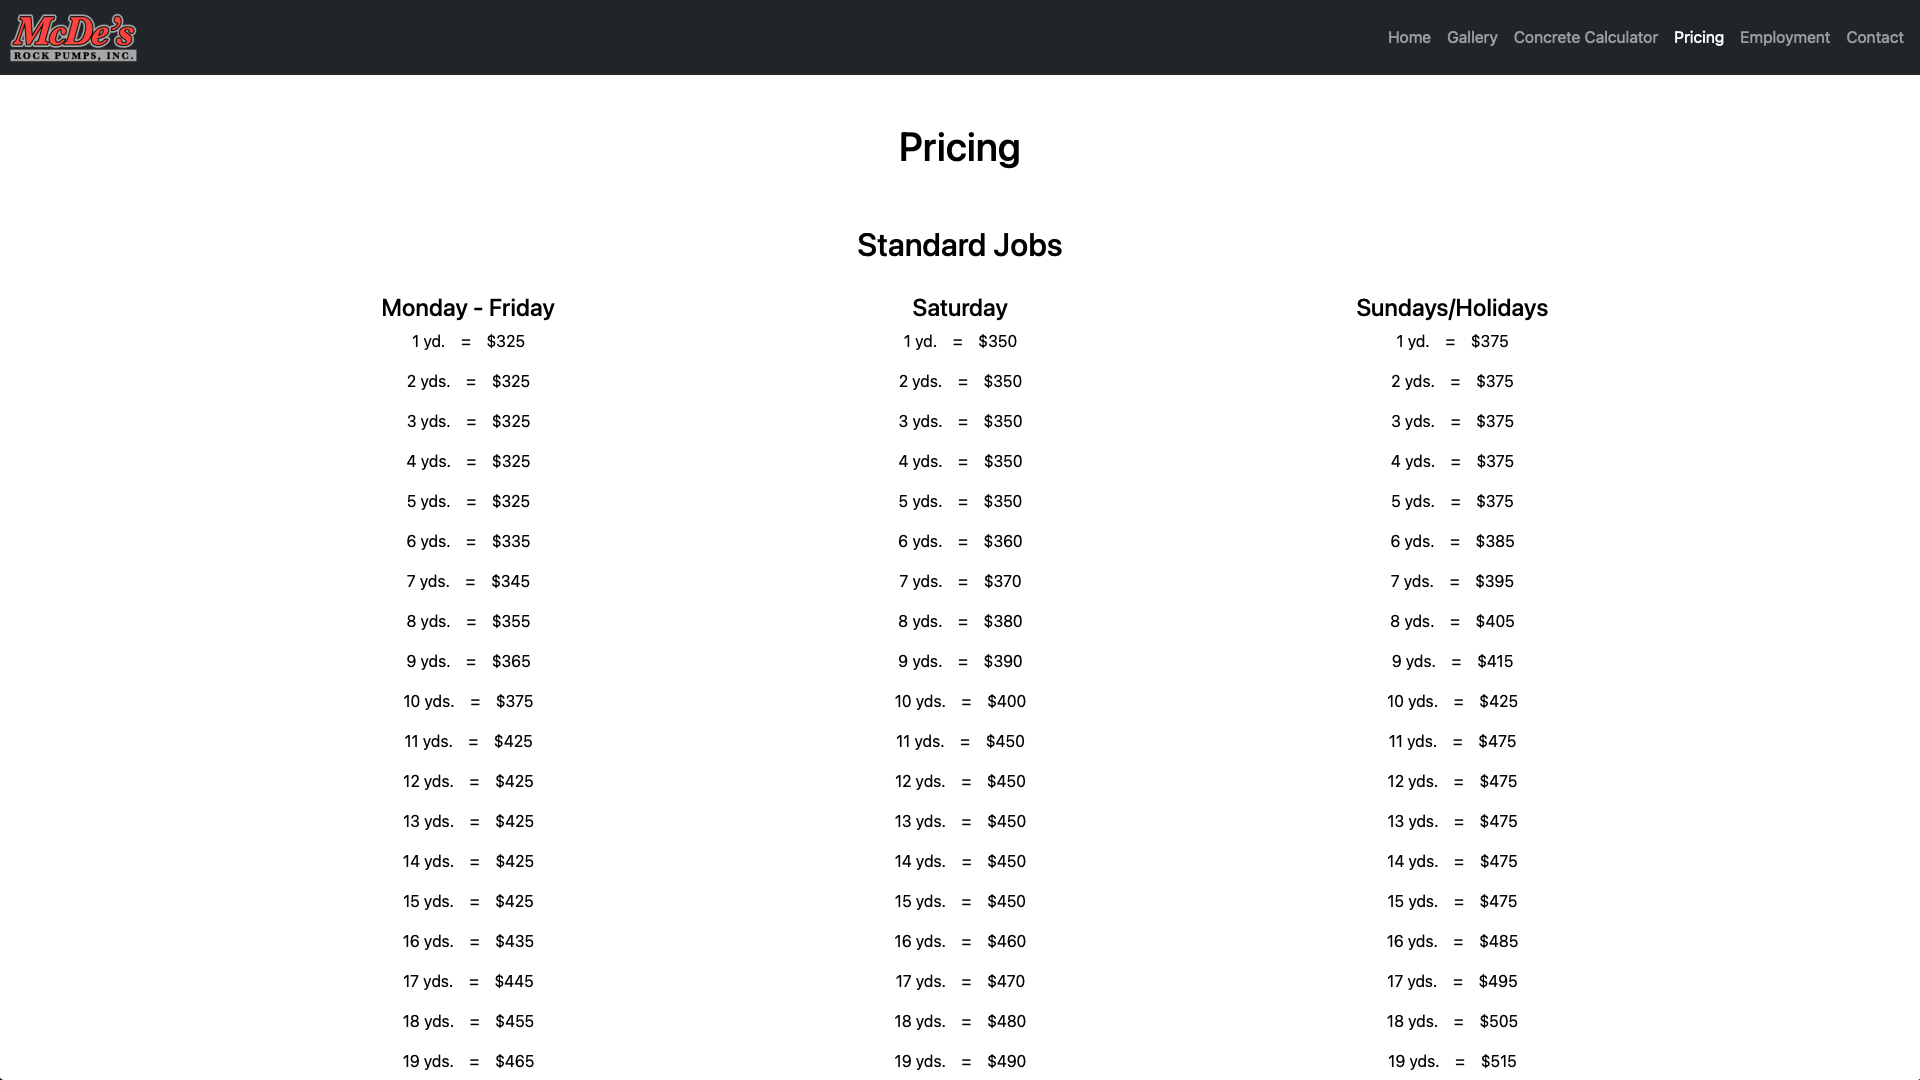 McDe's
ROCK PUMPS, INC.
Home Gallery Concrete Calculator Pricing Employment Contact
Pricing
Standard Jobs
Monday - Friday
1 yd. = $325
2 yds. = $325
3 yds. = $325
4 yds. = $325
5 yds. = $325
6 yds. = $335
7 yds. = $345
8 yds. = $355
9 yds. = $365
10 yds. = $375
11 yds. = $425
12 yds. = $425
13 yds. = $425
14 yds. = $425
15 yds. = $425
16 yds. = $435
17 yds. = $445
18 yds. = $455
19 yds. = $465
Saturday
1 yd. = $350
2 yds. = $350
3 yds. = $350
4 yds. = $350
5 yds. = $350
6 yds. = $360
7 yds. = $370
8 yds. = $380
9 yds. = $390
10 yds. = $400
11 yds. = $450
12 yds. = $450
13 yds. = $450
14 yds. = $450
15 yds. = $450
16 yds. = $460
17 yds. = $470
18 yds. = $480
19 yds. = $490
Sundays/Holidays
1 yd. = $375
2 yds. = $375
3 yds. = $375
4 yds. = $375
5 yds. = $375
6 yds. = $385
7 yds. = $395
8 yds. = $405
9 yds. = $415
10 yds. = $425
11 yds. = $475
12 yds. = $475
13 yds. = $475
14 yds. = $475
15 yds. = $475
16 yds. = $485
17 yds. = $495
18 yds. = $505
19 yds. = $515